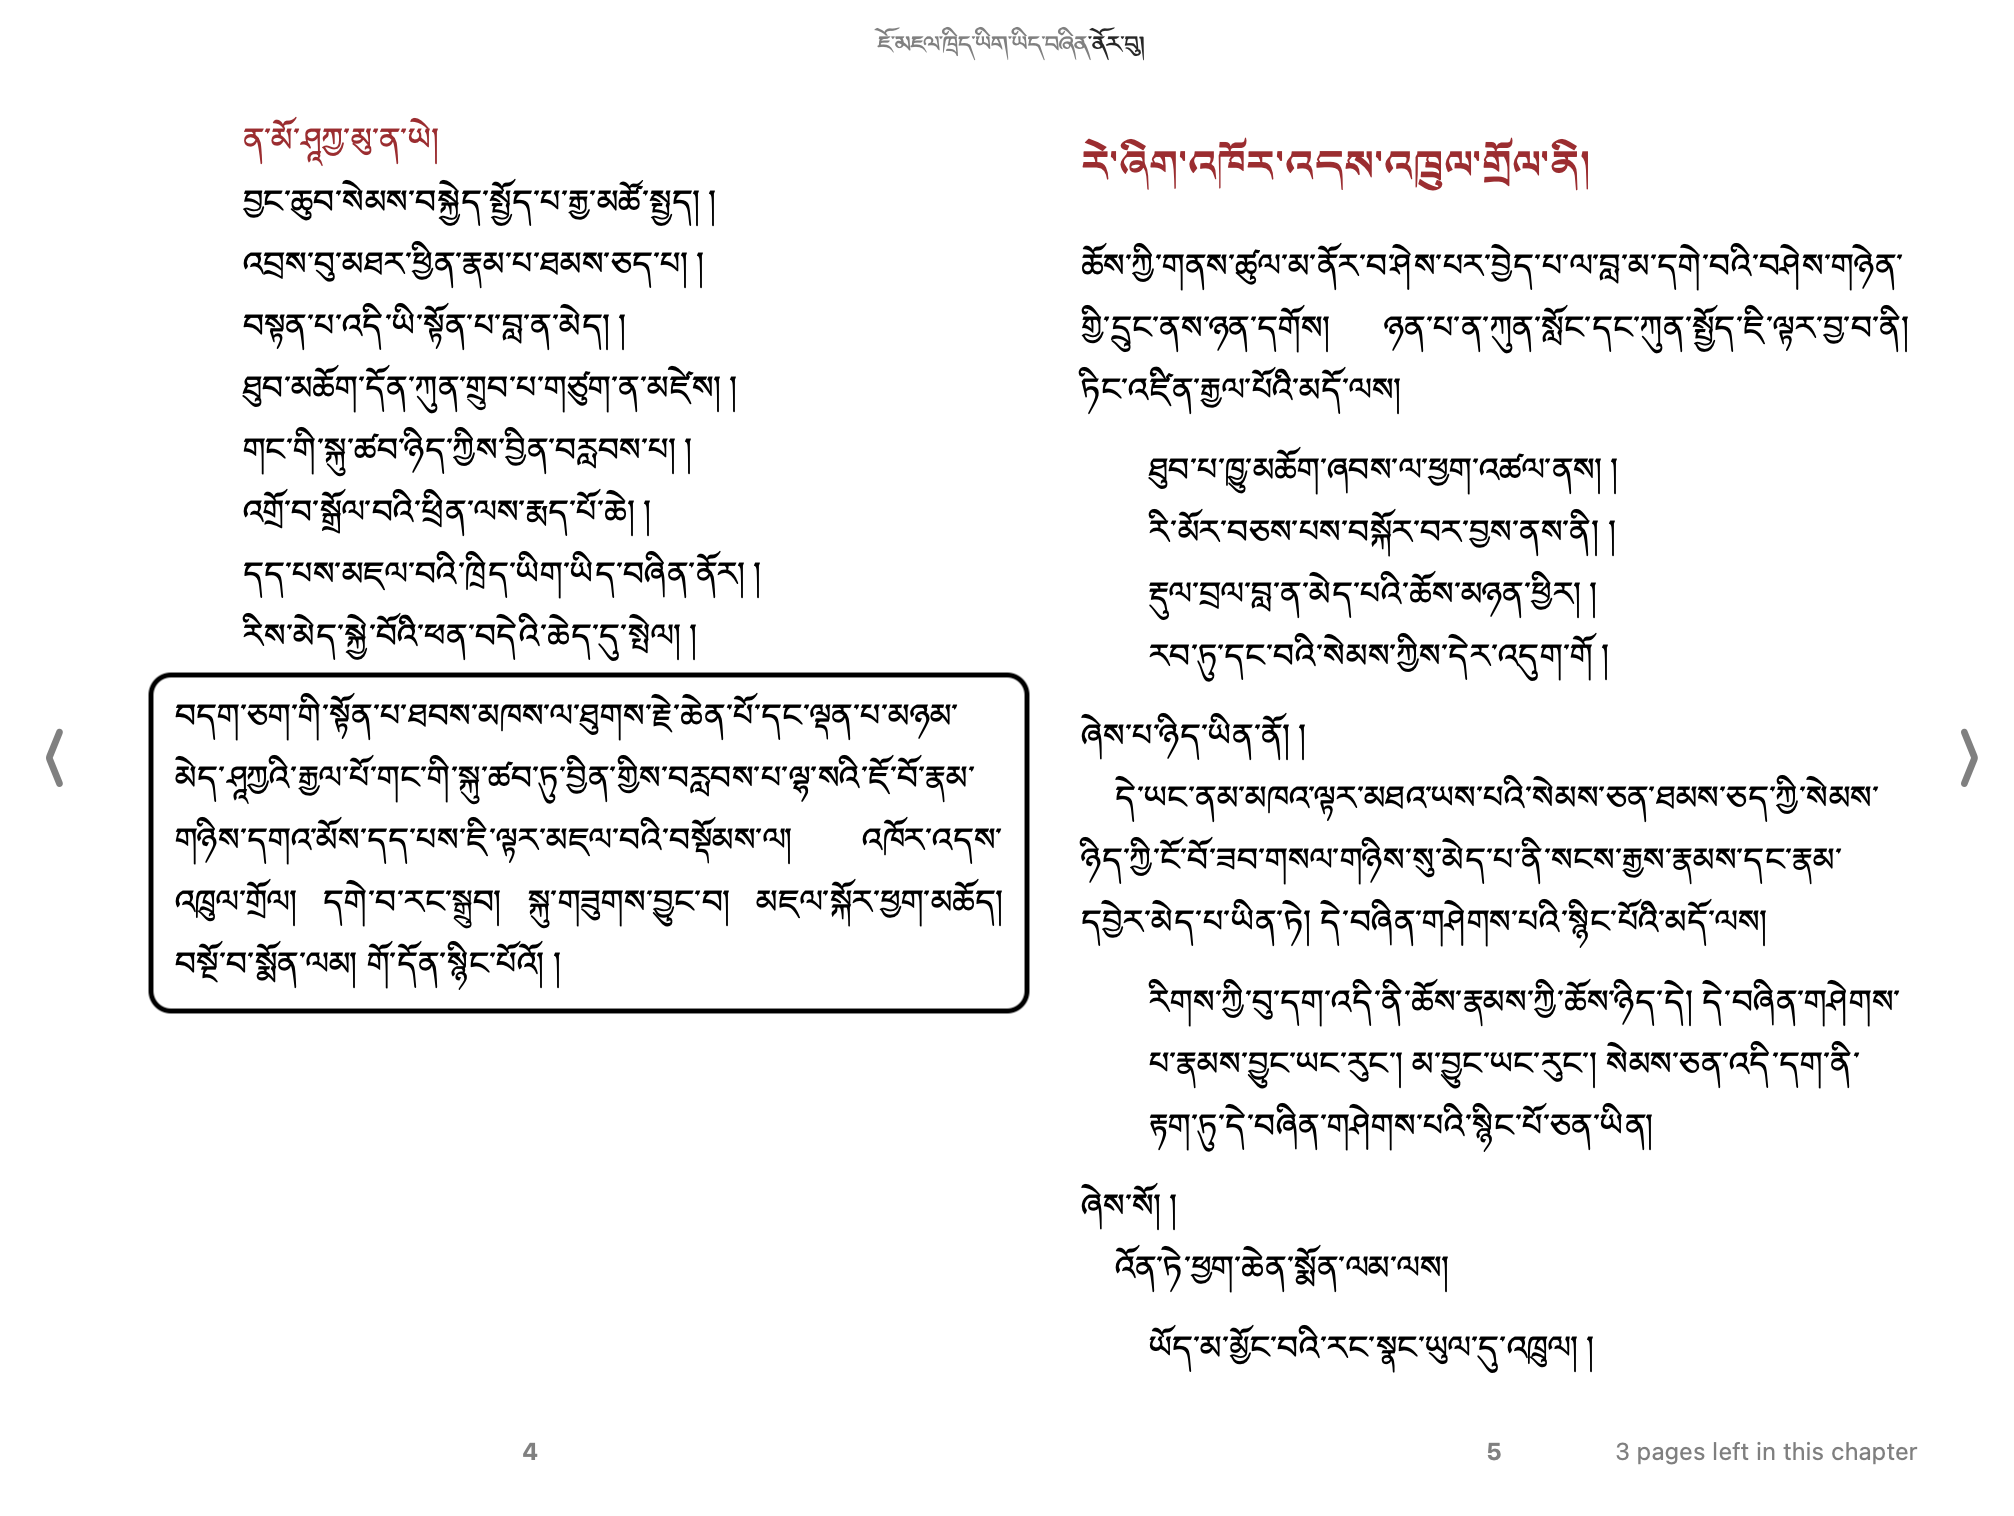 ཇོ་མཇལ་ཁྲིད་ཡིག་ཡིད་བཞིན་ནོར་བུ།
ན་མོ་ཤཱཀྱ་མུ་ན་ཡེ།
བྱང་ཆུབ་སེམས་བསྐྱེད་སྤྱོད་པ་རྒྱ་མཚོ་སྤྱད། །
འབྲས་བུ་མཐར་ཕྱིན་རྣམ་པ་ཐམས་ཅད་པ། །
བསྟན་པ་འདི་ཡི་སྟོན་པ་བླ་ན་མེད། །
ཐུབ་མཆོག་དོན་ཀུན་གྲུབ་པ་གཙུག་ན་མཛེས། །
གང་གི་སྐུ་ཚབ་ཉིད་ཀྱིས་བྱིན་བརླབས་པ། །
འགྲོ་བ་སྒྲོལ་བའི་ཕྲིན་ལས་རྨད་པོ་ཆེ། །
དད་པས་མཇལ་བའི་ཁྲིད་ཡིག་ཡིད་བཞིན་ནོར། །
རིས་མེད་སྐྱེ་བོའི་ཕན་བདེའི་ཆེད་དུ་སྤེལ། །
བདག་ཅག་གི་སྟོན་པ་ཐབས་མཁས་ལ་ཐུགས་རྗེ་ཆེན་པོ་དང་ལྡན་པ་མཉམ་
མེད་ཤཱཀྱའི་རྒྱལ་པོ་གང་གི་སྐུ་ཚབ་ཏུ་བྱིན་གྱིས་བརླབས་པ་ལྷ་སའི་ཇོ་བོ་རྣམ་
གཉིས་དགའ་མོས་དད་པས་ཇི་ལྟར་མཇལ་བའི་བསྡོམས་ལ། འཁོར་འདས་
འཁྲུལ་གྲོལ། དགེ་བ་རང་སྒྲུབ། སྐུ་གཟུགས་བྱུང་བ། མཇལ་སྐོར་ཕྱག་མཆོད།
བསྔོ་བ་སྨོན་ལམ། གོ་དོན་སྙིང་པོའོ། །
4
རེ་ཞིག་འཁོར་འདས་འཁྲུལ་གྲོལ་ནི།
ཆོས་ཀྱི་གནས་ཚུལ་མ་ནོར་བ་ཤེས་པར་བྱེད་པ་ལ་བླ་མ་དགེ་བའི་བཤེས་གཉེན་
གྱི་དྲུང་ནས་ཉན་དགོས། ཉན་པ་ན་ཀུན་སློང་དང་ཀུན་སྤྱོད་ཇི་ལྟར་བྱ་བ་ནི།
ཏིང་འཛིན་རྒྱལ་པོའི་མདོ་ལས།
ཐུབ་པ་ཁྱུ་མཆོག་ཞབས་ལ་ཕྱག་འཚལ་ནས། །
རི་མོར་བཅས་པས་བསྐོར་བར་བྱས་ནས་ནི། །
རྡུལ་བྲལ་བླ་ན་མེད་པའི་ཆོས་མཉན་ཕྱིར། །
རབ་ཏུ་དང་བའི་སེམས་ཀྱིས་དེར་འདུག་གོ །
ཞེས་པ་ཉིད་ཡིན་ནོ། །
དེ་ཡང་ནམ་མཁའ་ལྟར་མཐའ་ཡས་པའི་སེམས་ཅན་ཐམས་ཅད་ཀྱི་སེམས་
ཉིད་ཀྱི་ངོ་བོ་ཟབ་གསལ་གཉིས་སུ་མེད་པ་ནི་སངས་རྒྱས་རྣམས་དང་རྣམ་
དབྱེར་མེད་པ་ཡིན་ཏེ། དེ་བཞིན་གཤེགས་པའི་སྙིང་པོའི་མདོ་ལས།
རིགས་ཀྱི་བུ་དག་འདི་ནི་ཆོས་རྣམས་ཀྱི་ཆོས་ཉིད་དེ། དེ་བཞིན་གཤེགས་
པ་རྣམས་བྱུང་ཡང་རུང་། མ་བྱུང་ཡང་རུང་། སེམས་ཅན་འདི་དག་ནི་
རྟག་ཏུ་དེ་བཞིན་གཤེགས་པའི་སྙིང་པོ་ཅན་ཡིན།
ཞེས་སོ། །
འོན་ཏེ་ཕྱག་ཆེན་སྨོན་ལམ་ལས།
ཡོད་མ་མྱོང་བའི་རང་སྣང་ཡུལ་དུ་འཁྲུལ། །
5
3 pages left in this chapter